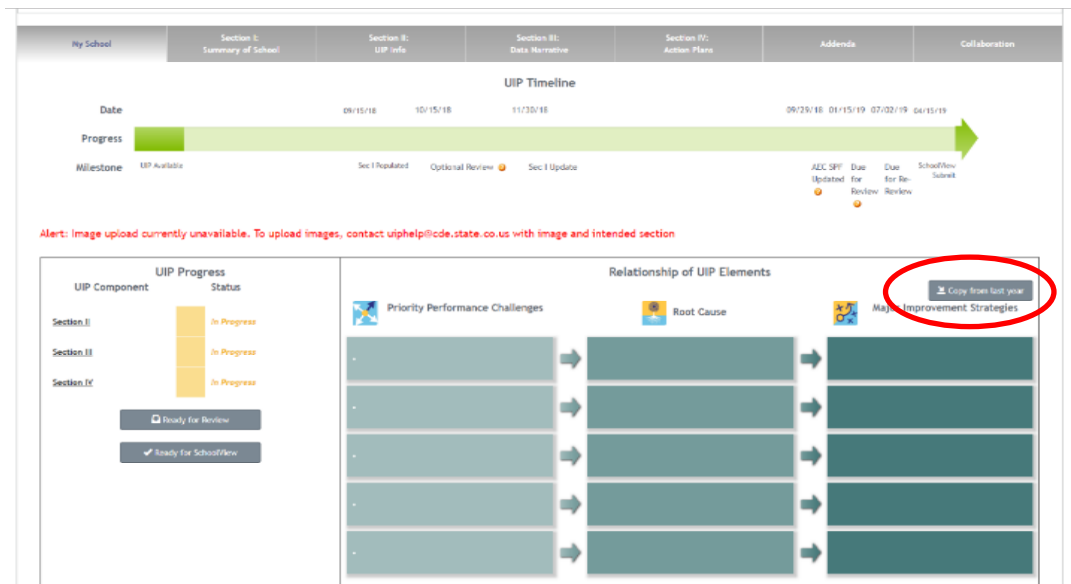 My School
Section I:
Summary of School
Section II:
UIP Info
Section III:
Data Narrative
Section IV:
Action Plans
Addenda
Collaboration
UIP Timeline
Date 09/15/18 10/15/18 11/30/18 09/29/18 01/15/19 07/02/19 04/15/19
Progress
Milestone UIP Available Sec I Populated Optional Review Sec I Update
AEC SPF Updated
Due for Review
Due for Re-Review
SchoolView Submit
Alert: Image upload currently unavailable. To upload images, contact uiphelp@cde.state.co.us with image and intended section
UIP Progress
UIP Component Status
Section II In Progress
Section III In Progress
Section IV In Progress
Ready for Review
Ready for SchoolView
Relationship of UIP Elements
Copy from last year
Priority Performance Challenges
Root Cause
Major Improvement Strategies